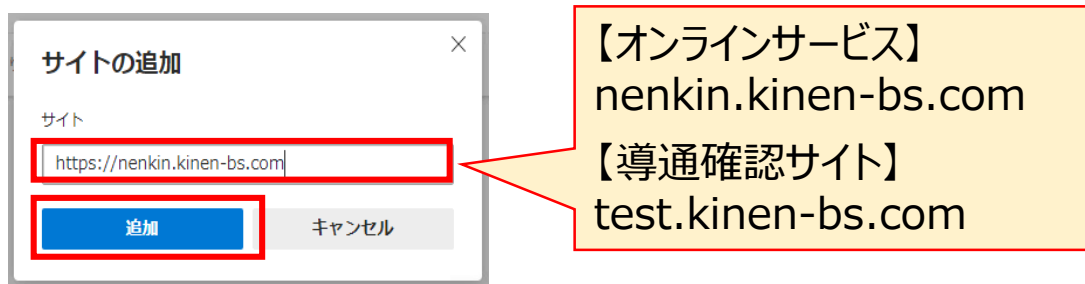 サイトの追加
サイト
https://nenkin.kinen-bs.com
追加
キャンセル
【オンラインサービス】
nenkin.kinen-bs.com
【導通確認サイト】
test.kinen-bs.com